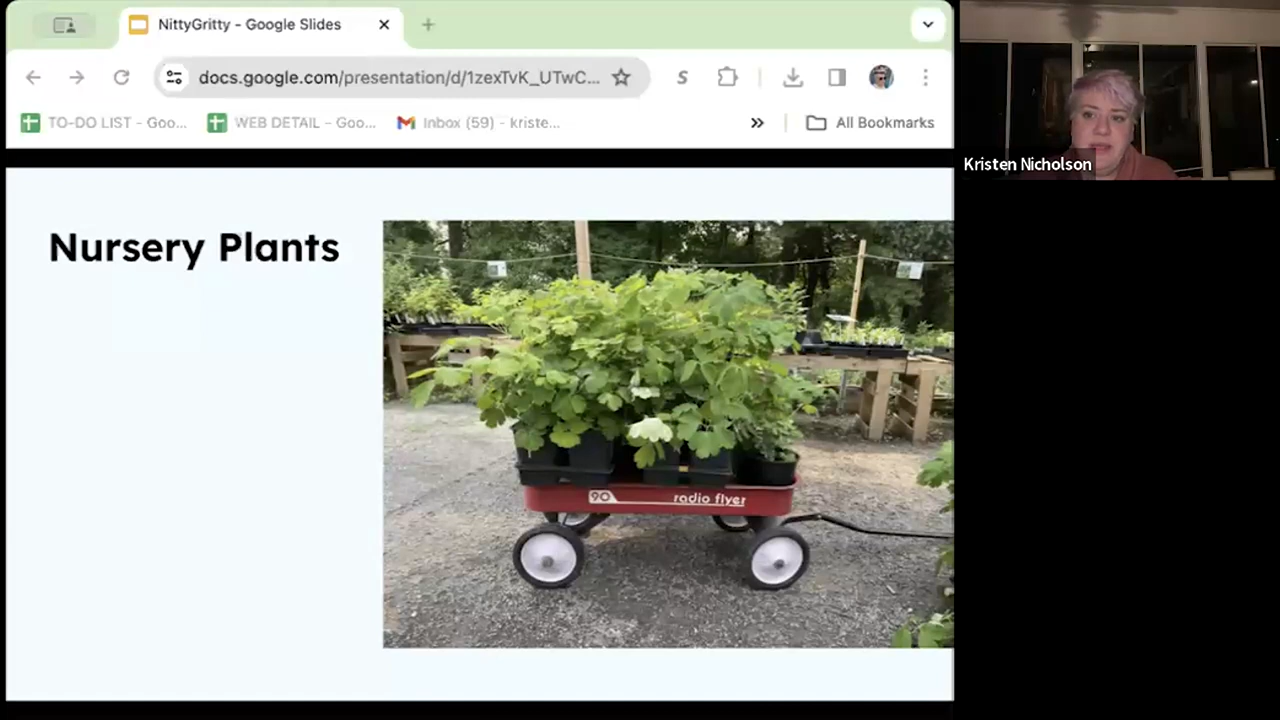 NittyGritty - Google Slides
docs.google.com/presentation/d/1zexTvK_UTwC...
S
TO-DO LIST - Goo...
WEB DETAIL - Goo...
Inbox (59) - kriste...
All Bookmarks
Kristen Nicholson
Nursery Plants
90
radio flyer